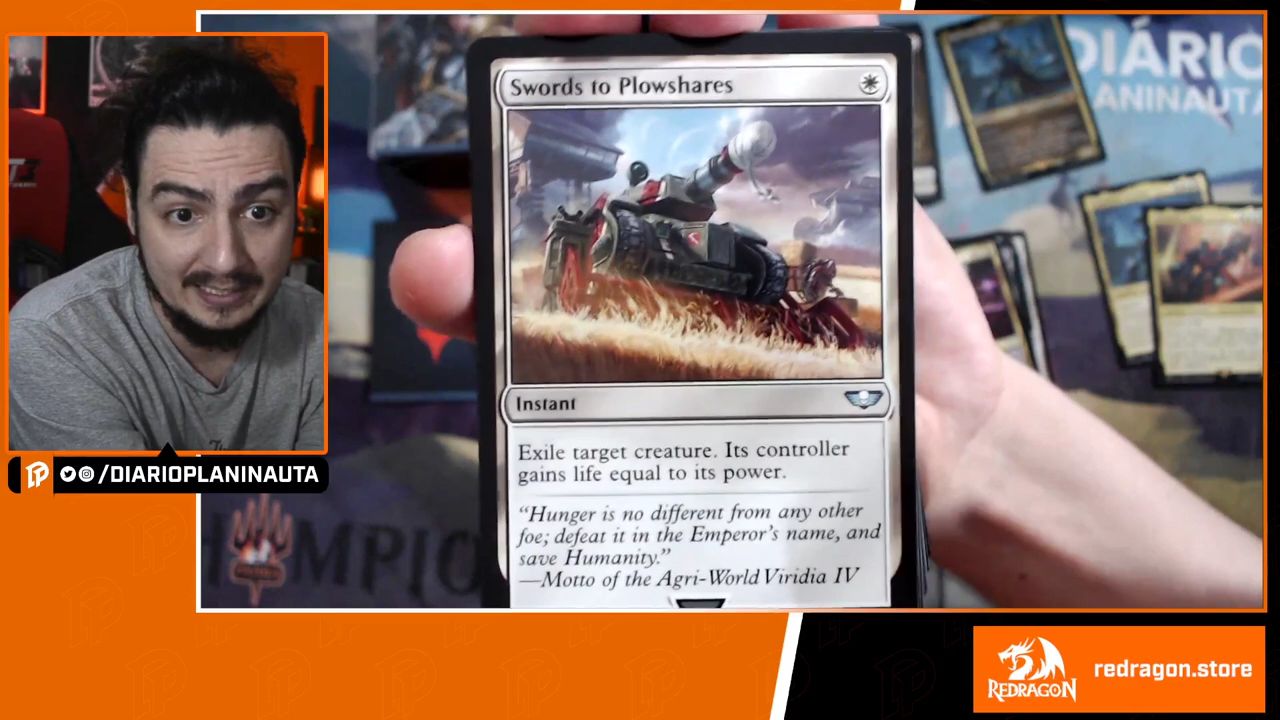 Swords to Plowshares
Instant
Exile target creature. Its controller
gains life equal to its power.
“Hunger is no different from any other
foe; defeat it in the Emperor’s name, and
save Humanity.”
—Motto of the Agri-World Viridia IV
DIÁRIO
ANINAUTA
/DIARIOPLANINAUTA
MPIO
REDRAGON
redragon.store